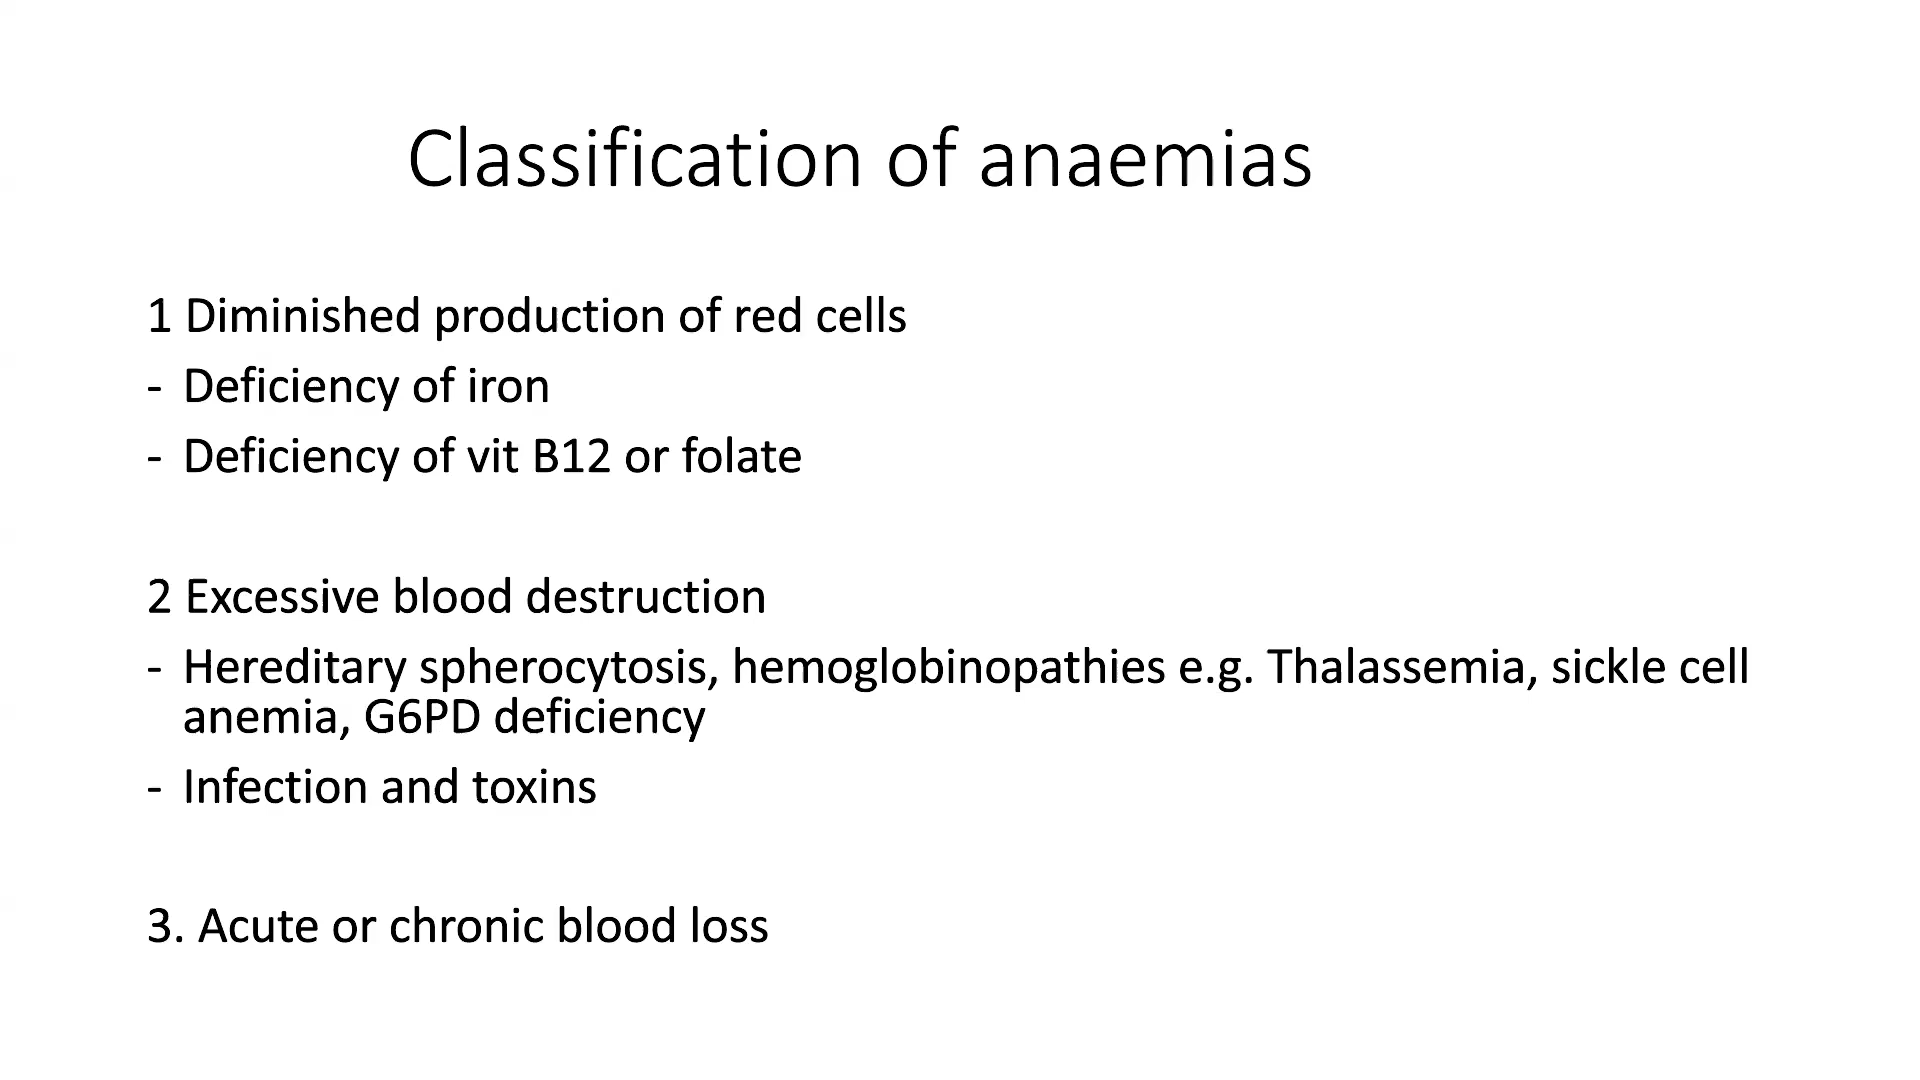 Classification of anaemias
1 Diminished production of red cells
- Deficiency of iron
- Deficiency of vit B12 or folate
2 Excessive blood destruction
- Hereditary spherocytosis, hemoglobinopathies e.g. Thalassemia, sickle cell
anemia, G6PD deficiency
- Infection and toxins
3. Acute or chronic blood loss